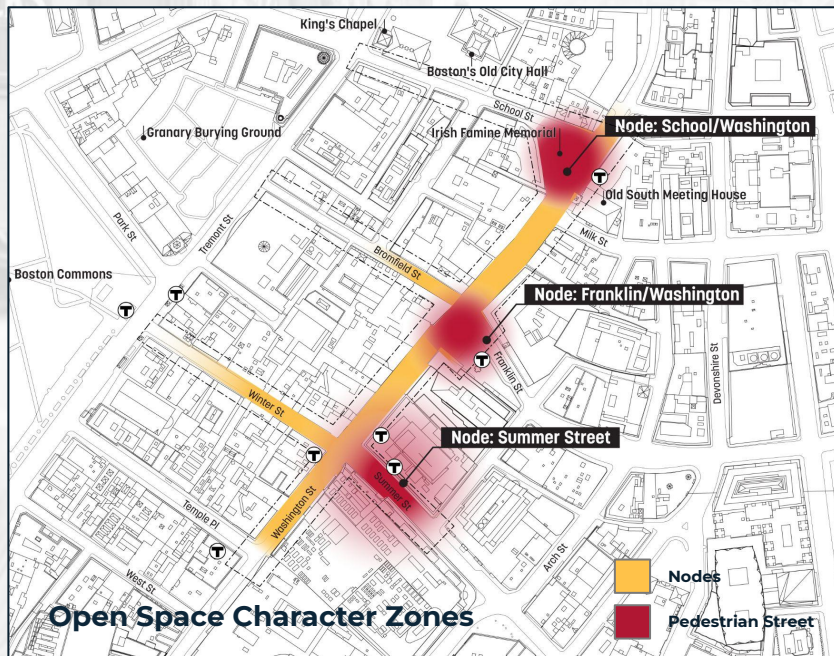 King's Chapel
Boston's Old City Hall
School St
Granary Burying Ground
Irish Famine Memorial
Node: School/Washington
T
Old South Meeting House
Park St
Tremont St
Milk St
Bromfield St
Boston Commons
T
T
Node: Franklin/Washington
T
Franklin St
Devonshire St
Winter St
T
T
T
Node: Summer Street
Summer St
Washington St
Temple Pl
T
West St
Arch St
Open Space Character Zones
Nodes
Pedestrian Street